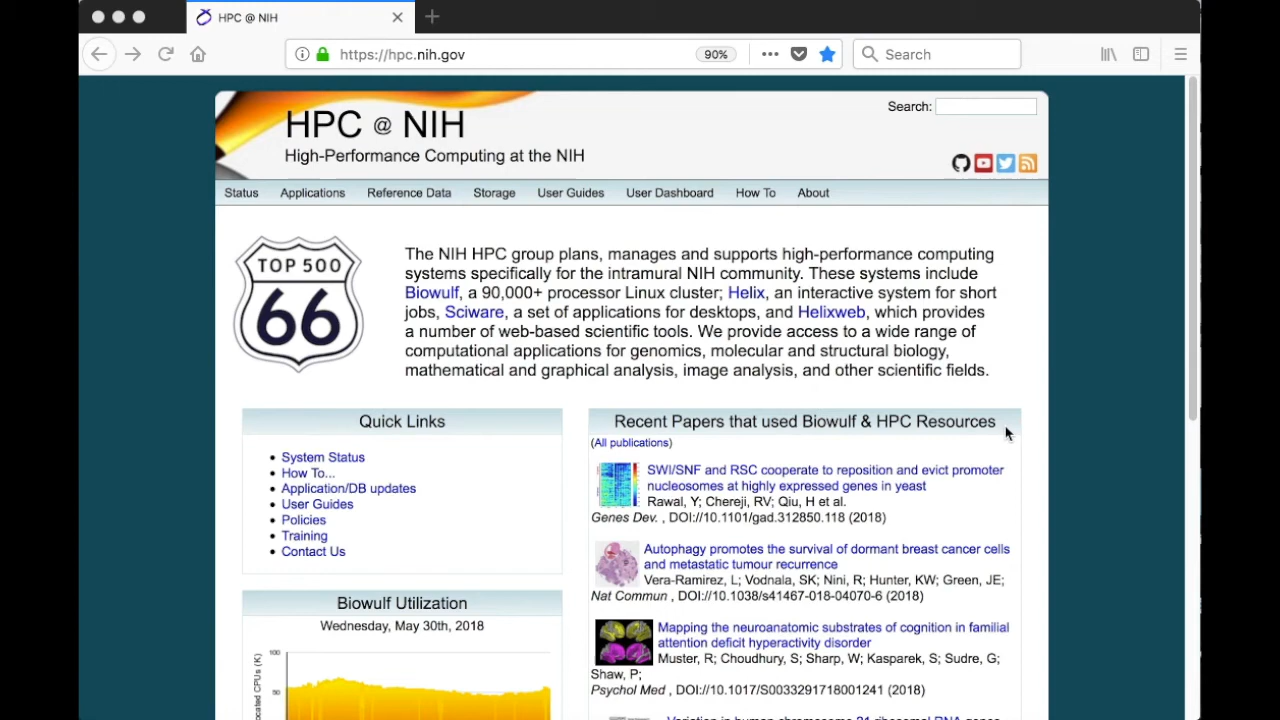 HPC @ NIH
https://hpc.nih.gov
90%
Search
HPC @ NIH
High-Performance Computing at the NIH
Search:
Status Applications Reference Data Storage User Guides User Dashboard How To About
TOP 500
66
The NIH HPC group plans, manages and supports high-performance computing
systems specifically for the intramural NIH community. These systems include
Biowulf, a 90,000+ processor Linux cluster; Helix, an interactive system for short
jobs, Sciware, a set of applications for desktops, and Helixweb, which provides
a number of web-based scientific tools. We provide access to a wide range of
computational applications for genomics, molecular and structural biology,
mathematical and graphical analysis, image analysis, and other scientific fields.
Quick Links
System Status
How To...
Application/DB updates
User Guides
Policies
Training
Contact Us
Biowulf Utilization
Wednesday, May 30th, 2018
100
50
CPUs (K)
Recent Papers that used Biowulf & HPC Resources
(All publications)
SWI/SNF and RSC cooperate to reposition and evict promoter
nucleosomes at highly expressed genes in yeast
Rawal, Y; Chereji, RV; Qiu, H et al.
Genes Dev. , DOI://10.1101/gad.312850.118 (2018)
Autophagy promotes the survival of dormant breast cancer cells
and metastatic tumour recurrence
Vera-Ramirez, L; Vodnala, SK; Nini, R; Hunter, KW; Green, JE;
Nat Commun , DOI://10.1038/s41467-018-04070-6 (2018)
Mapping the neuroanatomic substrates of cognition in familial
attention deficit hyperactivity disorder
Muster, R; Choudhury, S; Sharp, W; Kasparek, S; Sudre, G;
Shaw, P;
Psychol Med , DOI://10.1017/S0033291718001241 (2018)
Variation in human chromosome 21 ribosomal RNA genes